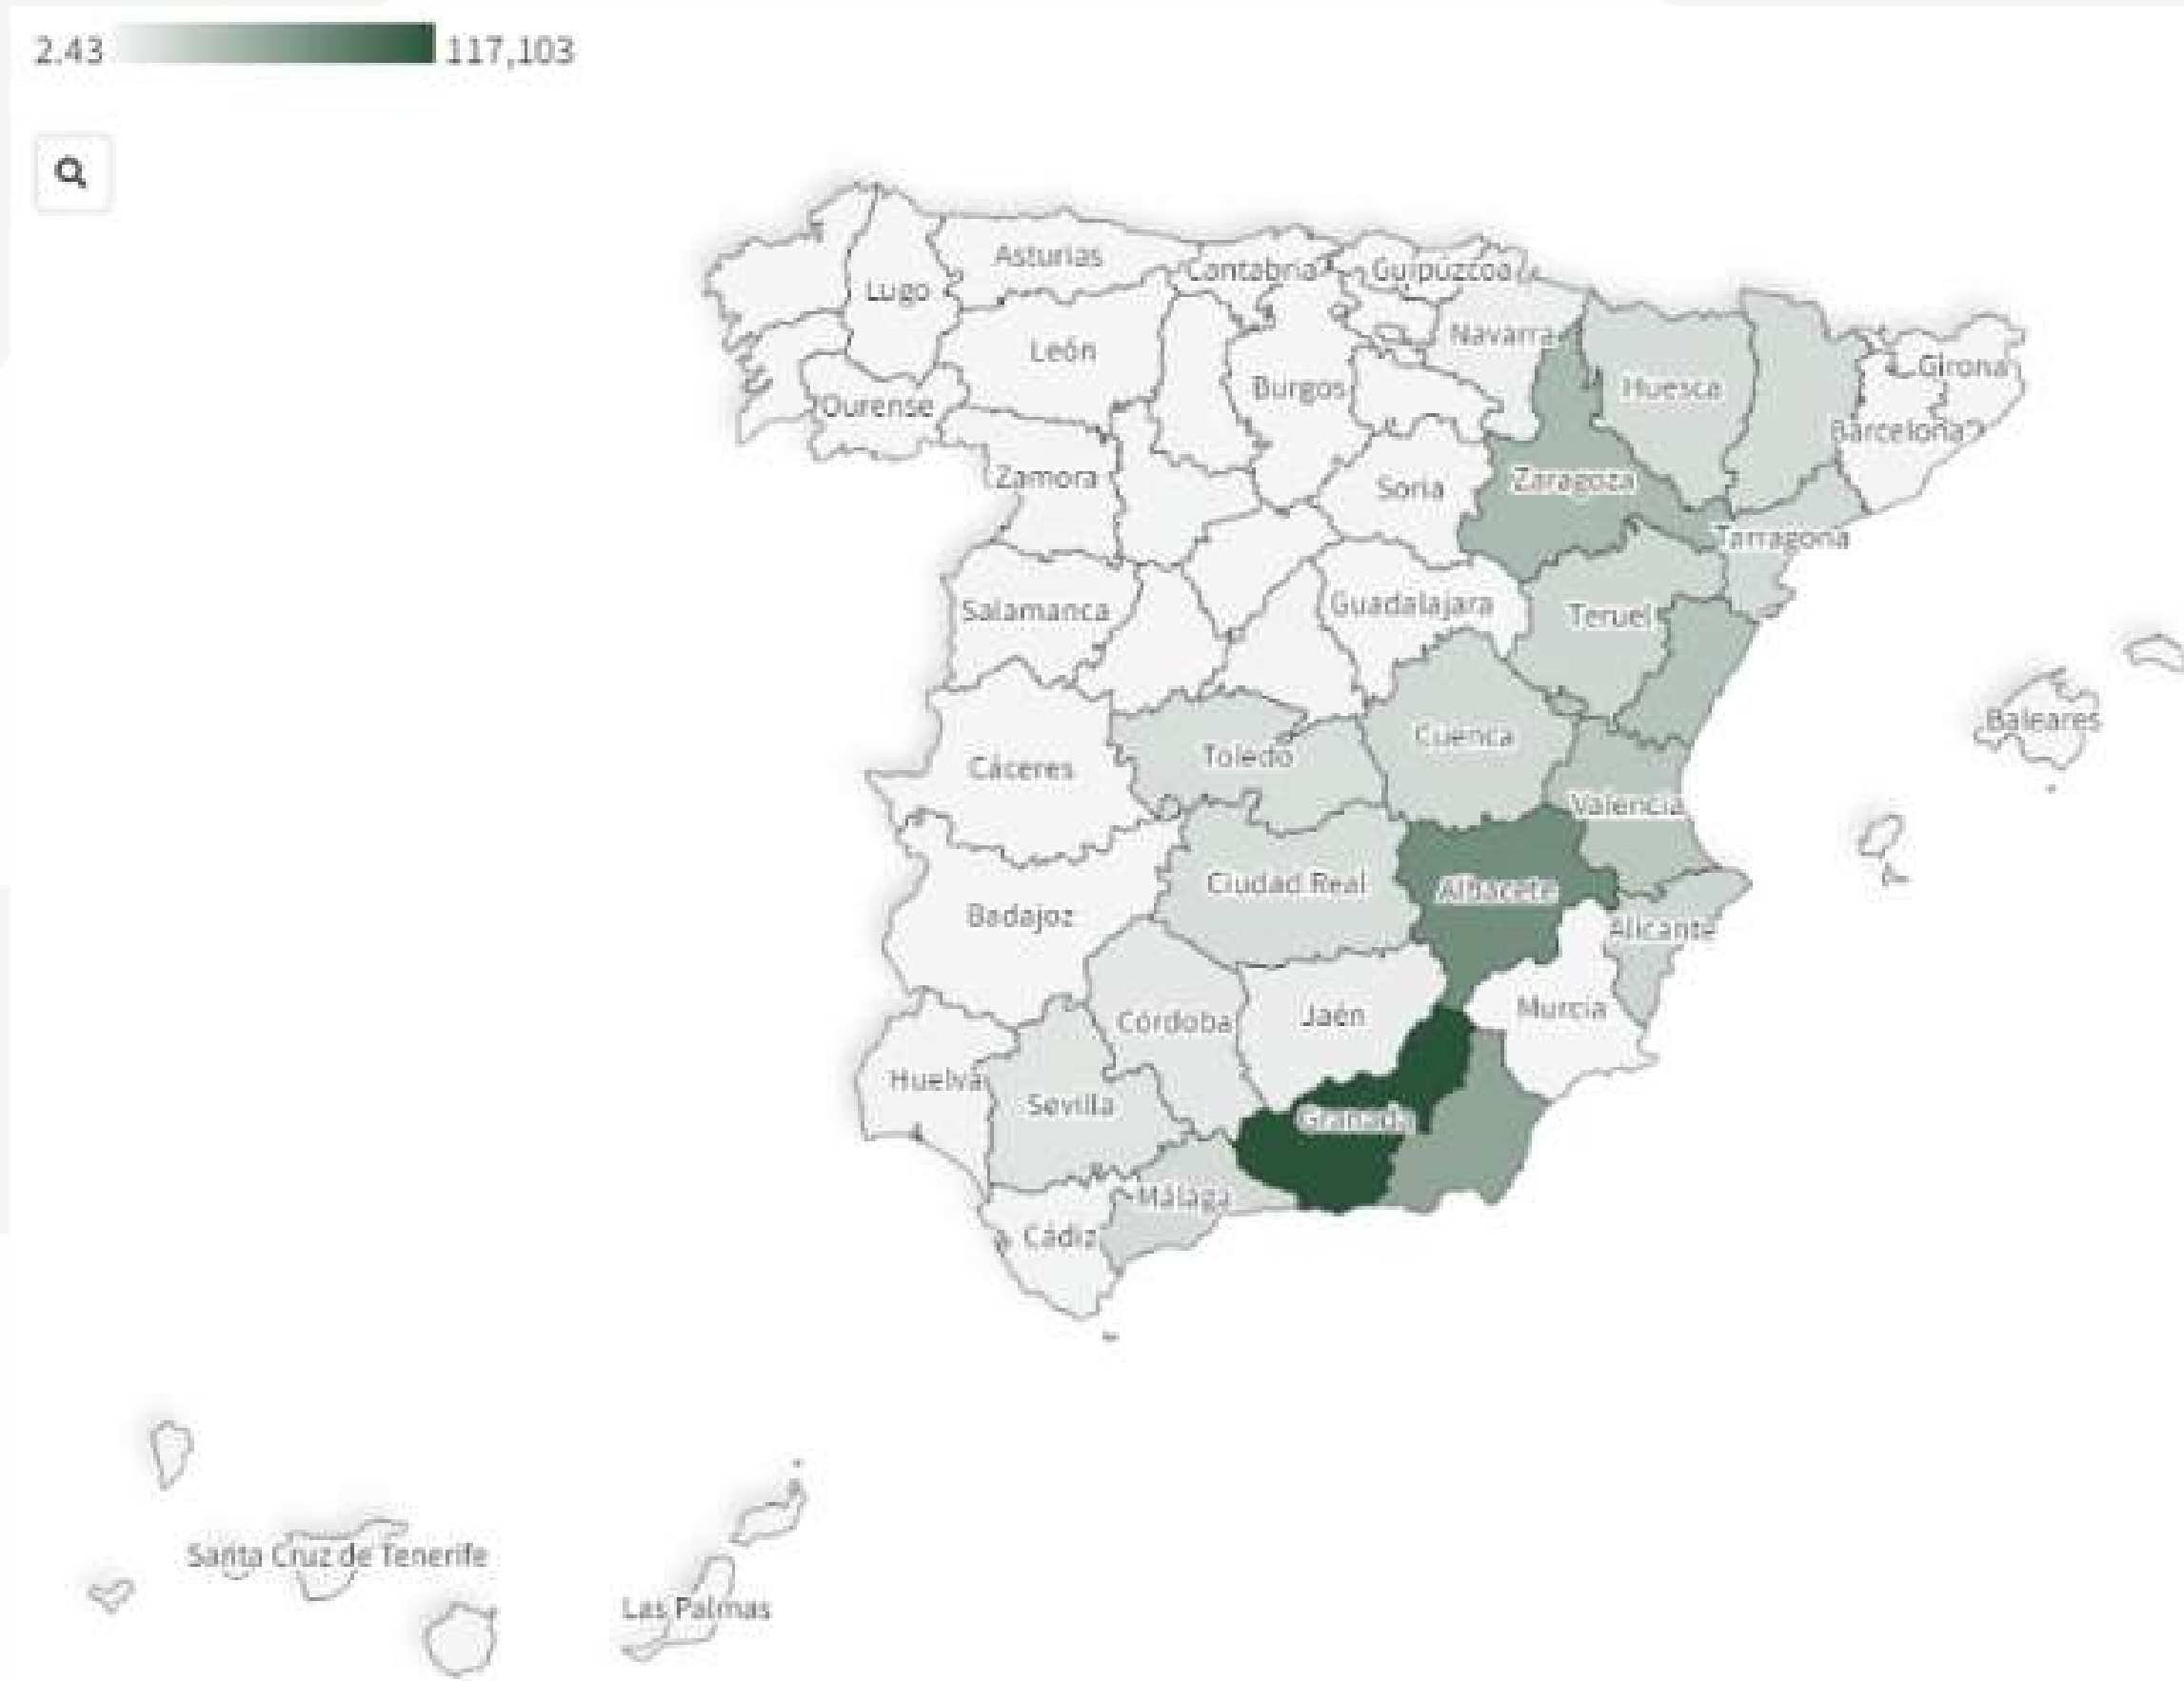 2.43 117,103
Asturias
Cantabria
Guipuzcoa
Lugo
Navarra
León
Girona
Burgos
Huesca
Ourense
Barcelona
Zamora
Zaragoza
Soria
Tarragona
Salamanca
Guadalajara
Teruel
Baleares
Cuenca
Toledo
Cáceres
Valencia
Ciudad Real
Albacete
Badajoz
Alicante
Murcia
Jaén
Córdoba
Huelva
Sevilla
Granada
Málaga
Cádiz
Santa Cruz de Tenerife
Las Palmas